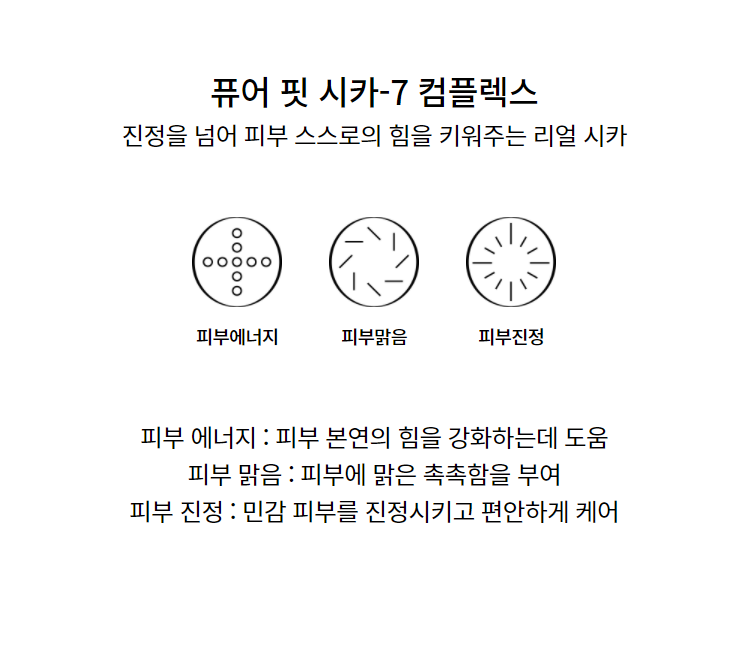 퓨어 핏 시카-7 컴플렉스
진정을 넘어 피부 스스로의 힘을 키워주는 리얼 시카
피부에너지 피부맑음 피부진정
피부 에너지 : 피부 본연의 힘을 강화하는데 도움
피부 맑음 : 피부에 맑은 촉촉함을 부여
피부 진정 : 민감 피부를 진정시키고 편안하게 케어